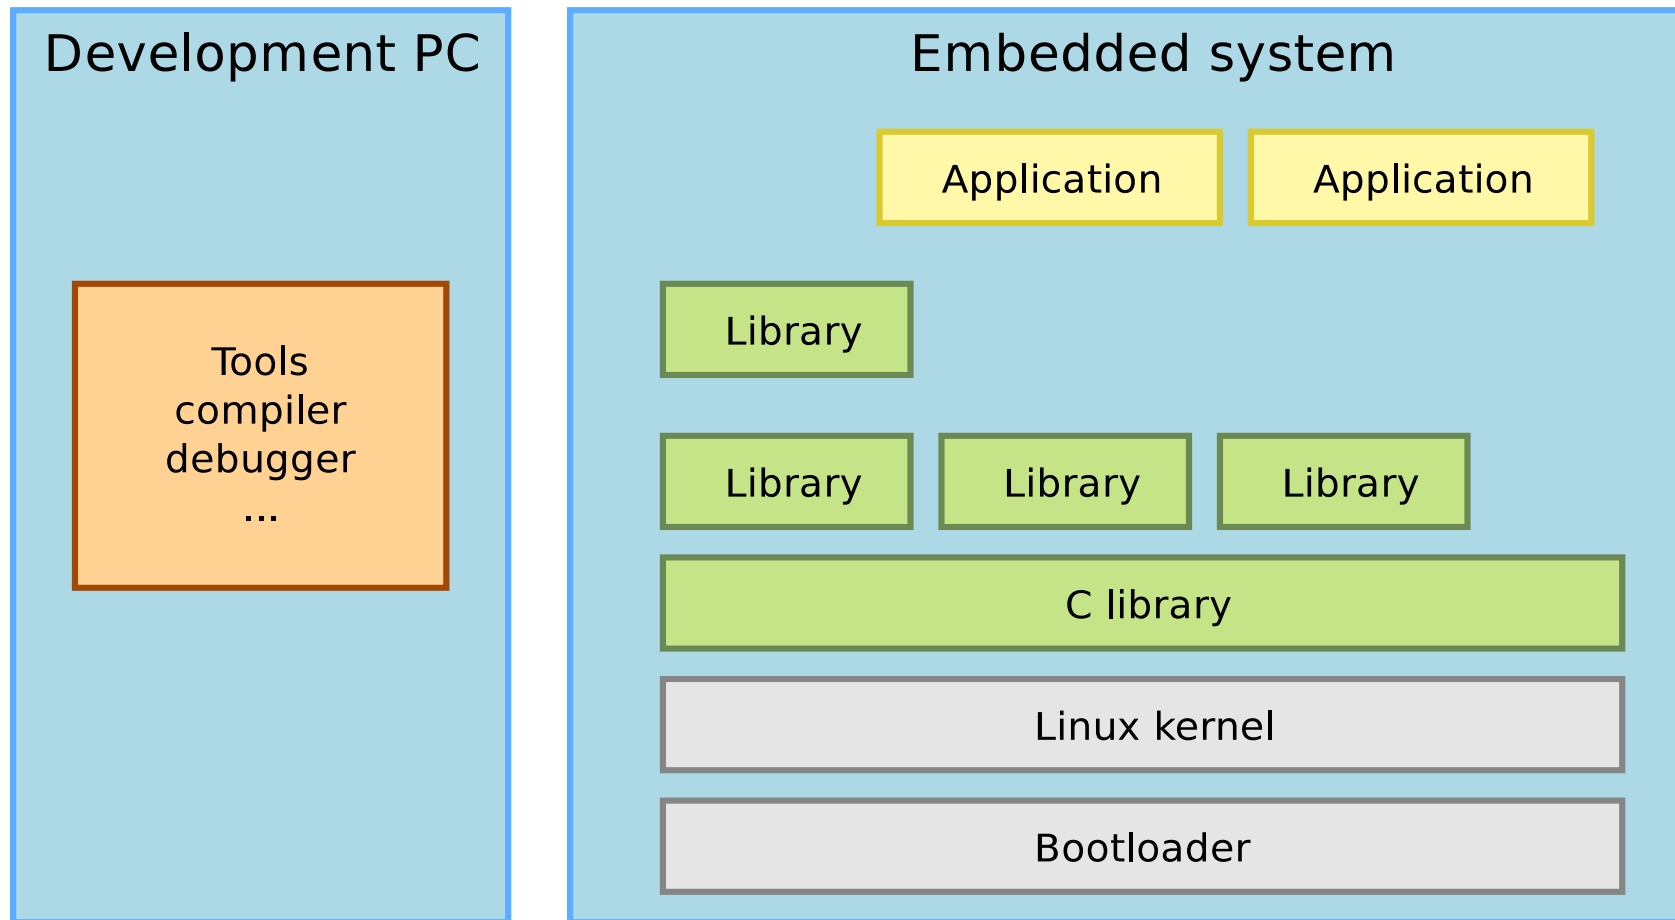 Development PC
Tools
compiler
debugger
...
Embedded system
Application
Application
Library
Library
Library
Library
C library
Linux kernel
Bootloader